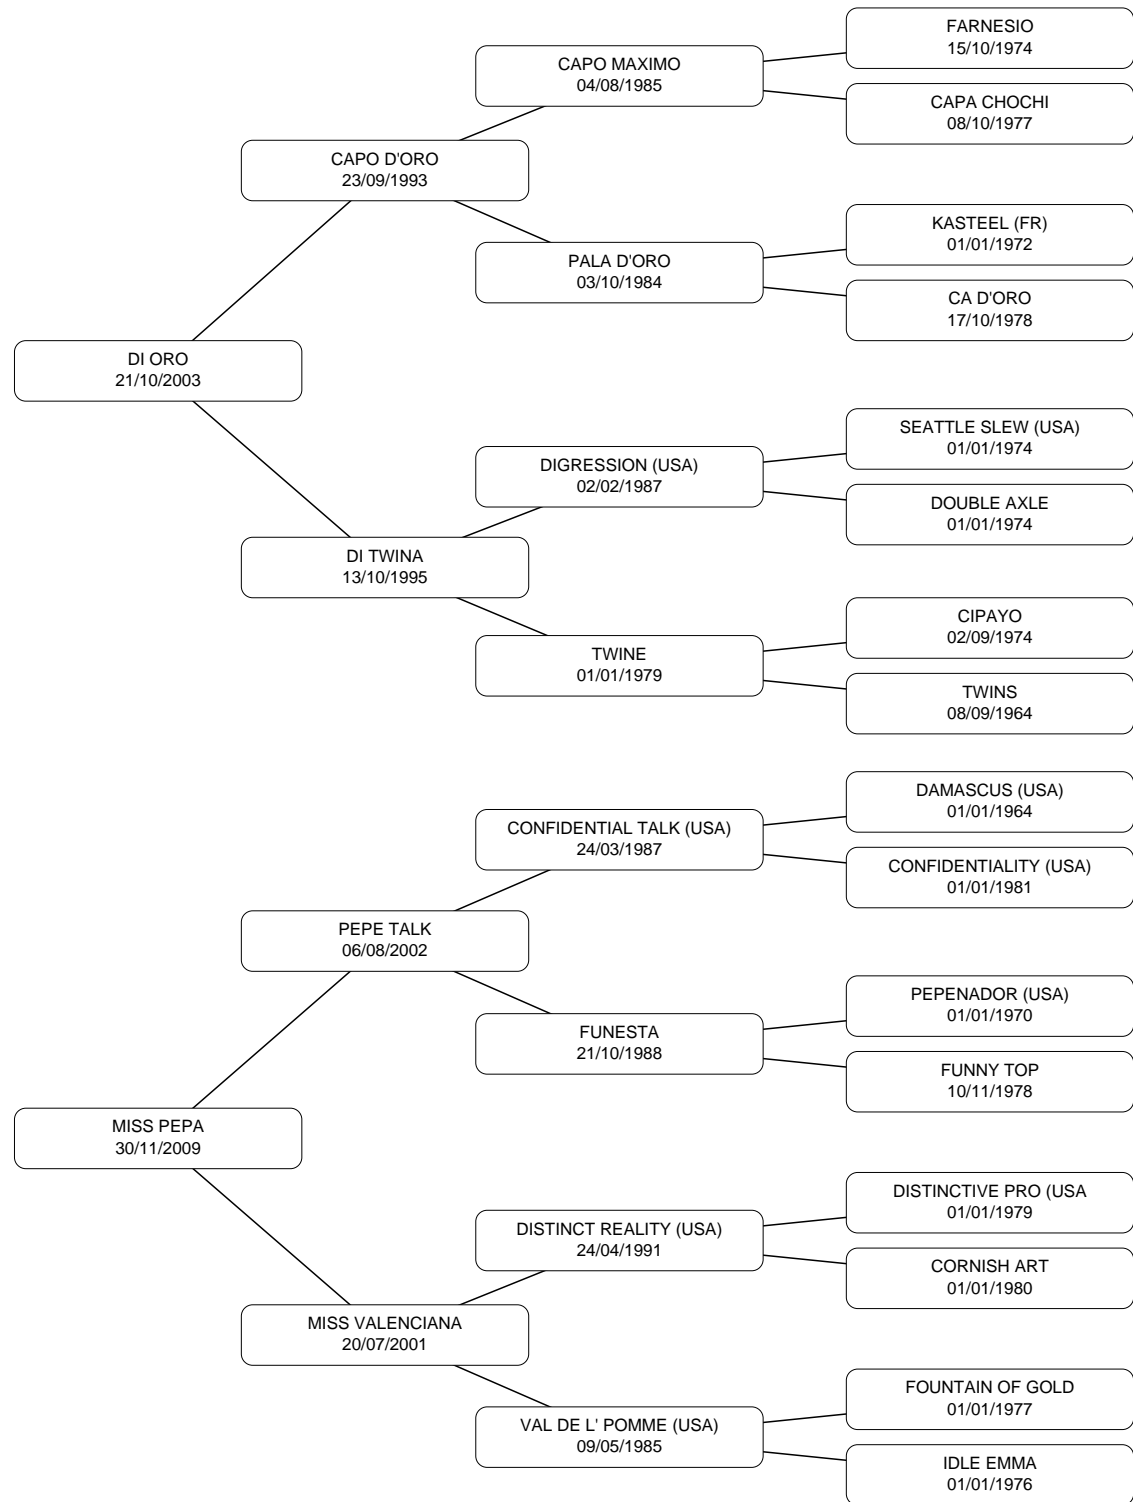 FARNESIO
15/10/1974
CAPO MAXIMO
04/08/1985
CAPA CHOCHI
08/10/1977
CAPO D'ORO
23/09/1993
KASTEEL (FR)
01/01/1972
PALA D'ORO
03/10/1984
CA D'ORO
17/10/1978
DI ORO
21/10/2003
SEATTLE SLEW (USA)
01/01/1974
DIGRESSION (USA)
02/02/1987
DOUBLE AXLE
01/01/1974
DI TWINA
13/10/1995
CIPAYO
02/09/1974
TWINE
01/01/1979
TWINS
08/09/1964
DAMASCUS (USA)
01/01/1964
CONFIDENTIAL TALK (USA)
24/03/1987
CONFIDENTIALITY (USA)
01/01/1981
PEPE TALK
06/08/2002
PEPENADOR (USA)
01/01/1970
FUNESTA
21/10/1988
FUNNY TOP
10/11/1978
MISS PEPA
30/11/2009
DISTINCTIVE PRO (USA
01/01/1979
DISTINCT REALITY (USA)
24/04/1991
CORNISH ART
01/01/1980
MISS VALENCIANA
20/07/2001
FOUNTAIN OF GOLD
01/01/1977
VAL DE L' POMME (USA)
09/05/1985
IDLE EMMA
01/01/1976